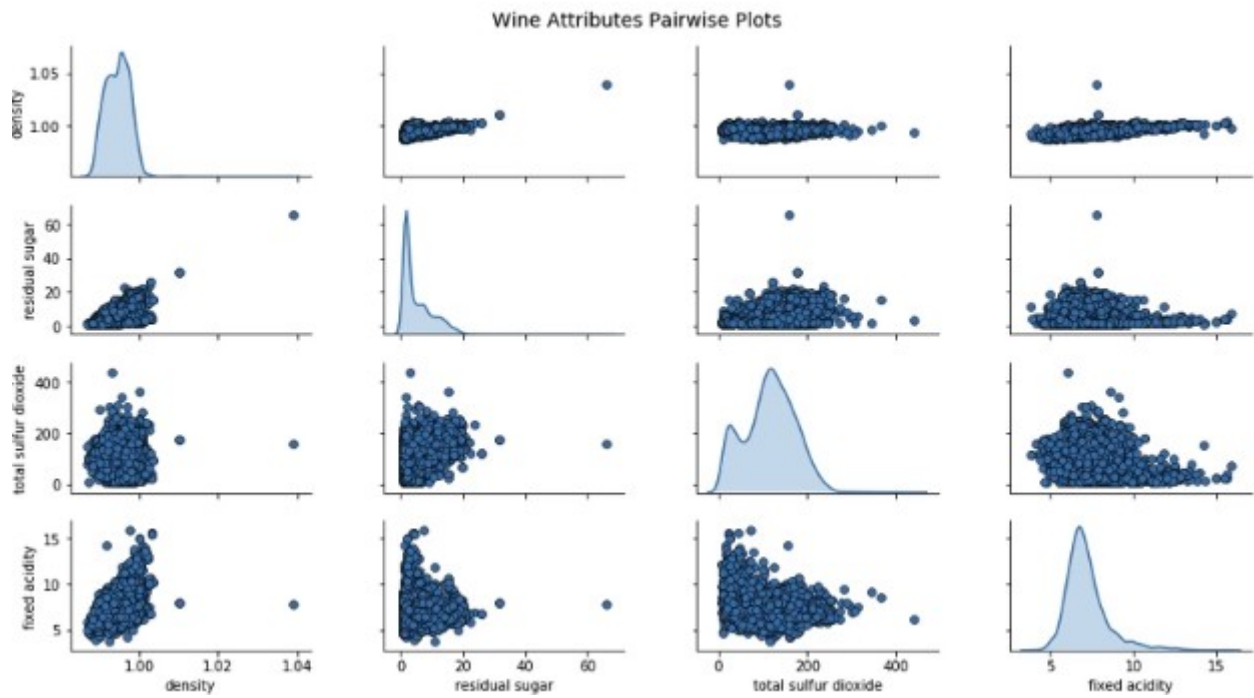 Wine Attributes Pairwise Plots
density
1.05
1.00
residual sugar
60
40
20
0
total sulfur dioxide
400
200
0
fixed acidity
15
10
5
1.00 1.02 1.04
0 20 40 60
0 200 400
5 10 15
density
residual sugar
total sulfur dioxide
fixed acidity